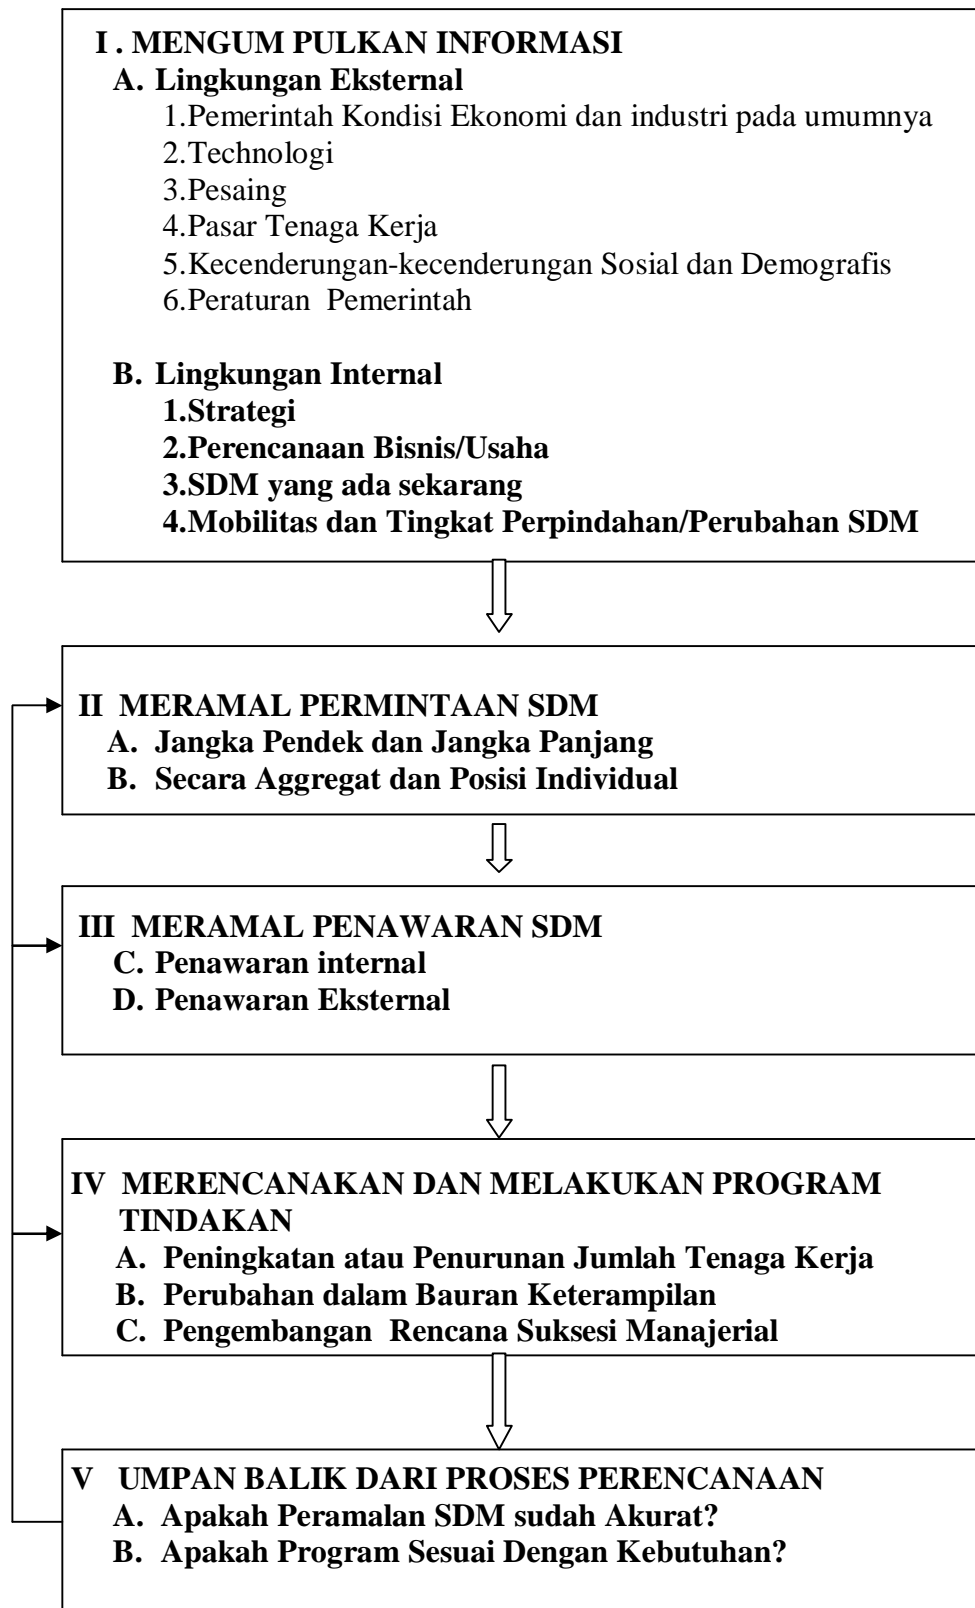 I . MENGUM PULKAN INFORMASI
A. Lingkungan Eksternal
1.Pemerintah Kondisi Ekonomi dan industri pada umumnya
2.Technologi
3.Pesaing
4.Pasar Tenaga Kerja
5.Kecenderungan-kecenderungan Sosial dan Demografis
6.Peraturan  Pemerintah
B. Lingkungan Internal
1.Strategi
2.Perencanaan Bisnis/Usaha
3.SDM yang ada sekarang
4.Mobilitas dan Tingkat Perpindahan/Perubahan SDM
II  MERAMAL PERMINTAAN SDM
A.  Jangka Pendek dan Jangka Panjang
B.  Secara Aggregat dan Posisi Individual
III  MERAMAL PENAWARAN SDM
C. Penawaran internal
D. Penawaran Eksternal
IV  MERENCANAKAN DAN MELAKUKAN PROGRAM
TINDAKAN
A.  Peningkatan atau Penurunan Jumlah Tenaga Kerja
B.  Perubahan dalam Bauran Keterampilan
C.  Pengembangan  Rencana Suksesi Manajerial
V   UMPAN BALIK DARI PROSES PERENCANAAN
A.  Apakah Peramalan SDM sudah Akurat?
B.  Apakah Program Sesuai Dengan Kebutuhan?